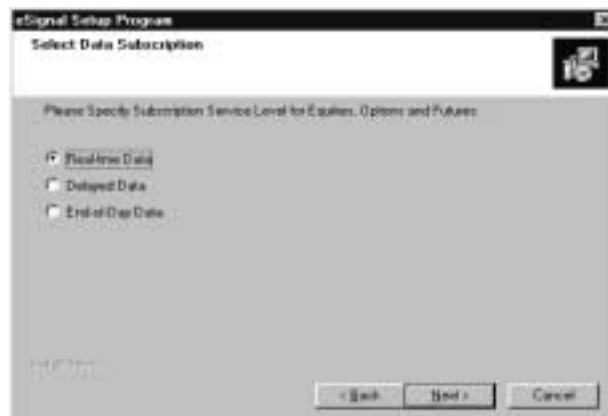 eSignal Setup Program
Select Data Subscription
Please Specify Subscription Service Level for Equities, Options and Futures
Real-time Data
Delayed Data
End of Day Data
< Back
Next >
Cancel